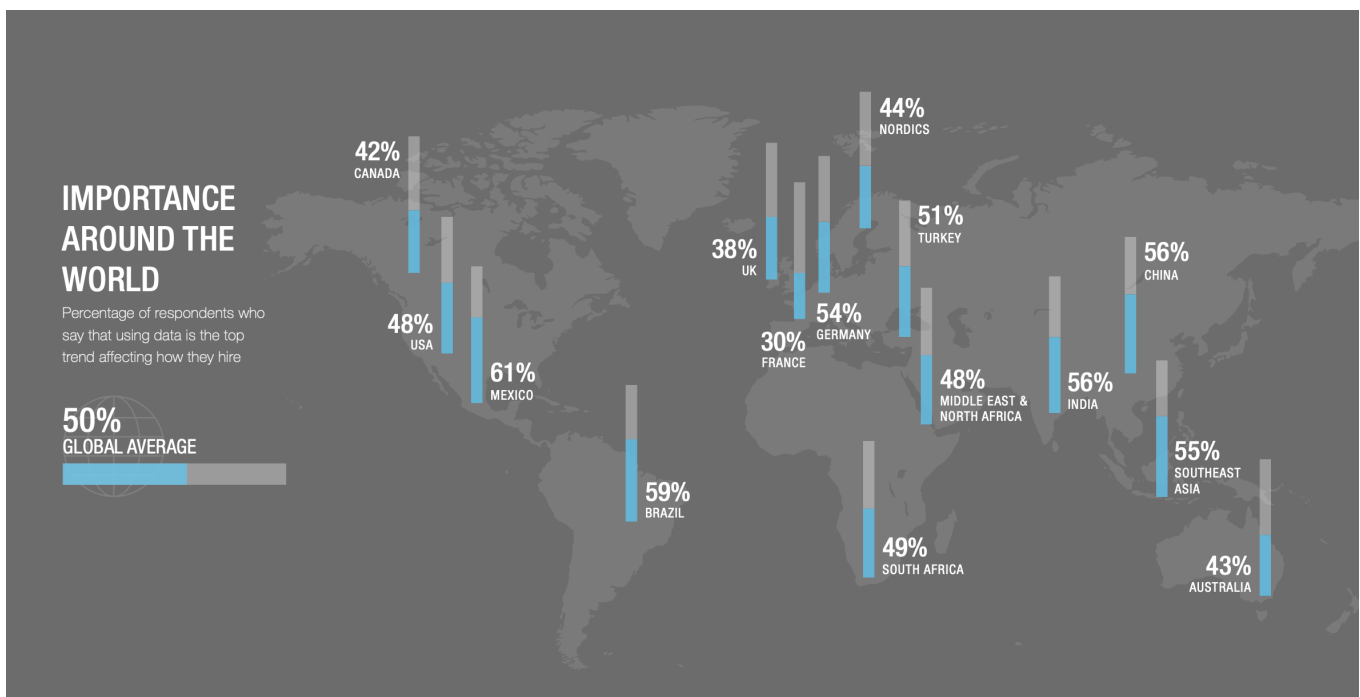 IMPORTANCE
AROUND THE
WORLD
Percentage of respondents who
say that using data is the top
trend affecting how they hire
50%
GLOBAL AVERAGE
42%
CANADA
48%
USA
61%
MEXICO
59%
BRAZIL
38%
UK
30%
FRANCE
54%
GERMANY
44%
NORDICS
51%
TURKEY
48%
MIDDLE EAST &
NORTH AFRICA
49%
SOUTH AFRICA
56%
INDIA
56%
CHINA
55%
SOUTHEAST
ASIA
43%
AUSTRALIA